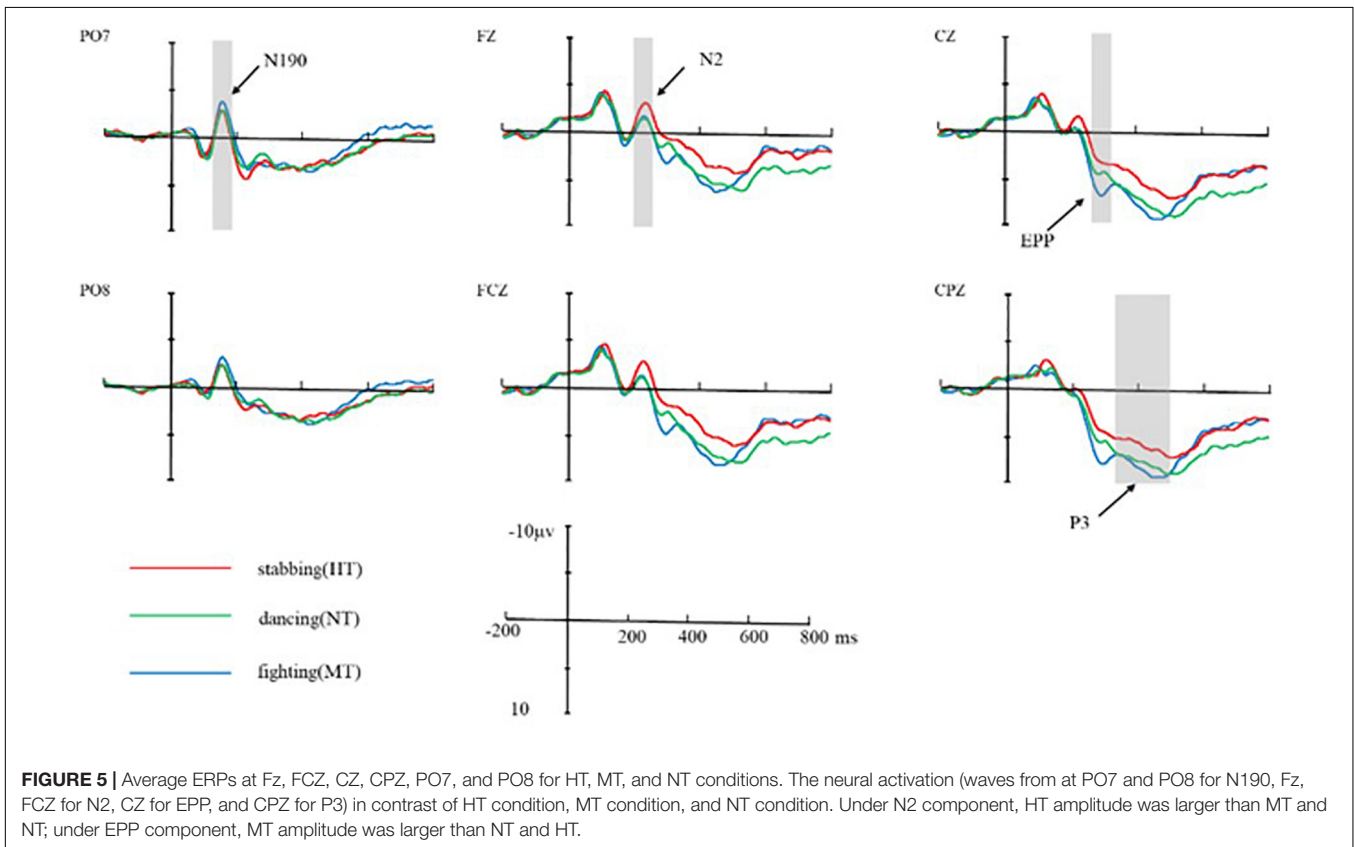 PO7
N190
FZ
N2
CZ
EPP
PO8
FCZ
CPZ
P3
-10μv
stabbing(HT)
dancing(NT)
fighting(MT)
-200
200
400
600
800 ms
10
FIGURE 5 | Average ERPs at Fz, FCZ, CZ, CPZ, PO7, and PO8 for HT, MT, and NT conditions. The neural activation (waves from at PO7 and PO8 for N190, Fz,
FCZ for N2, CZ for EPP, and CPZ for P3) in contrast of HT condition, MT condition, and NT condition. Under N2 component, HT amplitude was larger than MT and
NT; under EPP component, MT amplitude was larger than NT and HT.